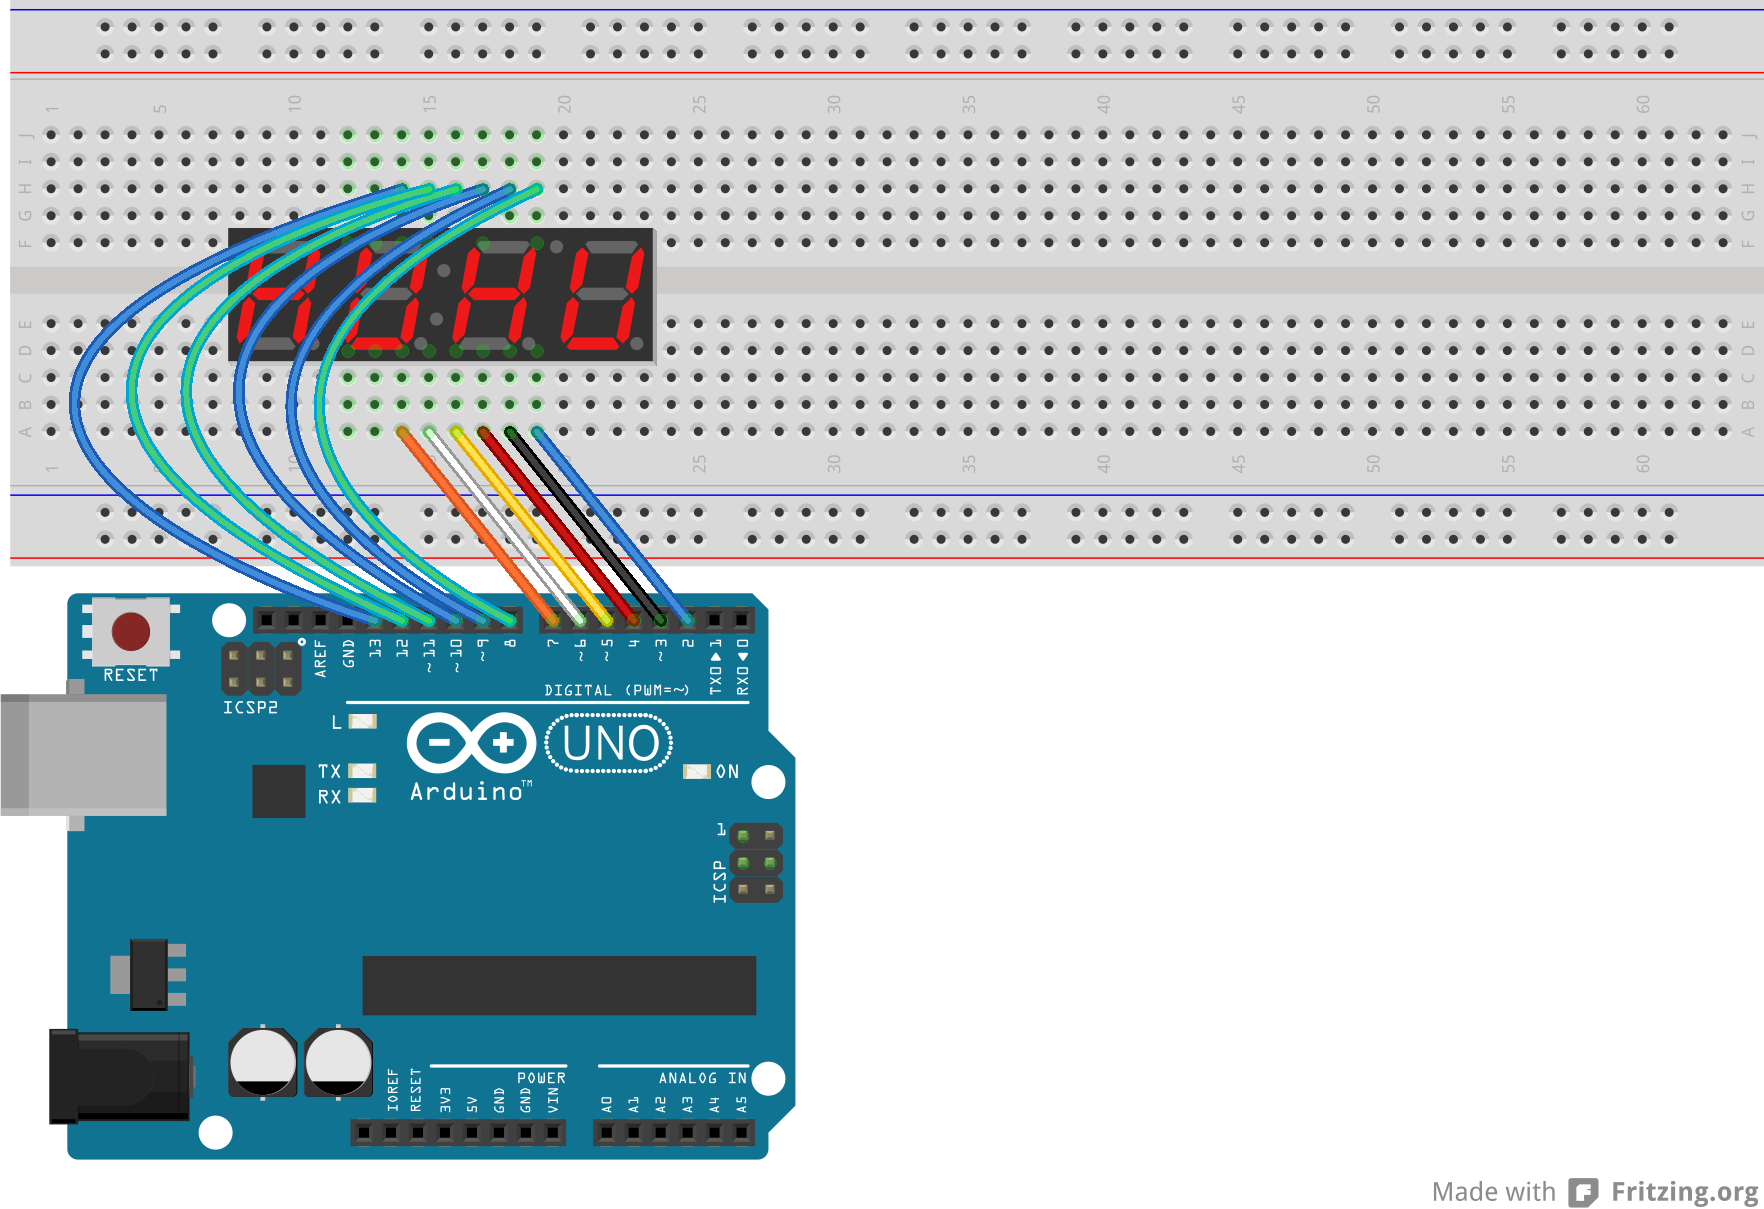 1 5 10 15 20 25 30 35 40 45 50 55 60
J J
I I
H H
G G
F F
E E
D D
C C
B B
A A
1 10 20 25 30 35 40 45 50 55 60
RESET
ICSP2
AREF
GND
13
12
~11
~10
~9
8
7
~6
~5
4
~3
2
TX0▶1
RX0◀0
DIGITAL (PWM=~)
L
TX
RX
Arduino™
UNO
ON
1
ICSP
IOREF
RESET
3V3
5V
GND
GND
VIN
POWER
A0
A1
A2
A3
A4
A5
ANALOG IN
Made with Fritzing.org